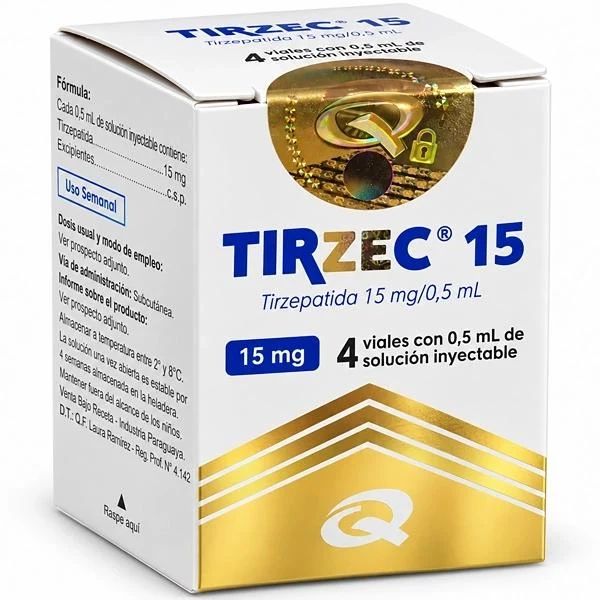 TIRZEC® 15
Tirzepatida 15 mg/0,5 mL
4 viales con 0,5 mL de
solución inyectable
Fórmula:
Cada 0,5 mL de solución inyectable contiene:
Tirzepatida..........................15 mg
Excipientes..........................c.s.p.
Uso Semanal
Dosis usual y modo de empleo:
Ver prospecto adjunto.
Vía de administración: Subcutánea.
Informe sobre el producto:
Ver prospecto adjunto.
Almacenar a temperatura entre 2° y 8°C.
La solución una vez abierta es estable por
4 semanas almacenada en la heladera.
Mantener fuera del alcance de los niños.
Venta Bajo Receta - Industria Paraguaya.
D.T.: Q.F. Laura Ramírez - Reg. Prof. N° 4.142
Raspe aquí
TIRZEC® 15
Tirzepatida 15 mg/0,5 mL
15 mg
4 viales con 0,5 mL de
solución inyectable